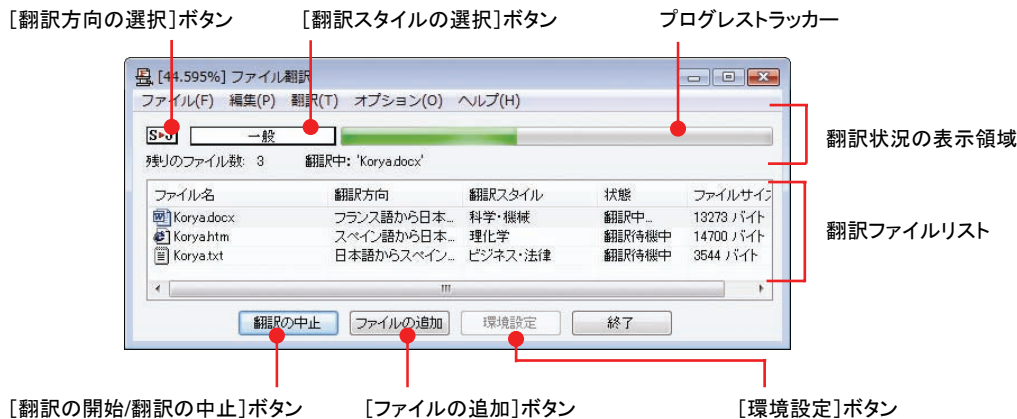 [翻訳方向の選択]ボタン
[翻訳スタイルの選択]ボタン
プログレストラッカー
[44.595%] ファイル翻訳
ファイル(F) 編集(P) 翻訳(T) オプション(O) ヘルプ(H)
一般
残りのファイル数: 3 翻訳中: 'Korya.docx'
翻訳状況の表示領域
ファイル名 翻訳方向 翻訳スタイル 状態 ファイルサイズ
Korya.docx フランス語から日本... 科学・機械 翻訳中... 13273 バイト
Korya.htm スペイン語から日本... 理化学 翻訳待機中 14700 バイト
Korya.txt 日本語からスペイン... ビジネス・法律 翻訳待機中 3544 バイト
翻訳ファイルリスト
翻訳の中止 ファイルの追加 環境設定 終了
[翻訳の開始/翻訳の中止]ボタン
[ファイルの追加]ボタン
[環境設定]ボタン